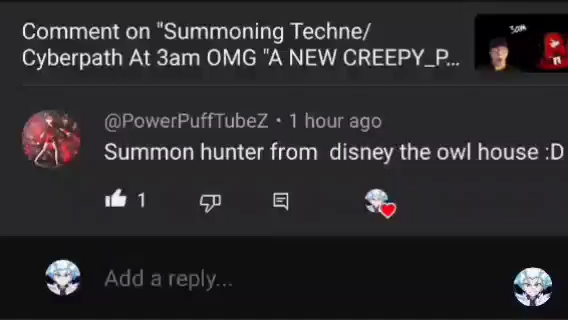 Comment on "Summoning Techne/
Cyberpath At 3am OMG "A NEW CREEPY_P...
3am
@PowerPuffTubeZ • 1 hour ago
Summon hunter from  disney the owl house :D
1
Add a reply...